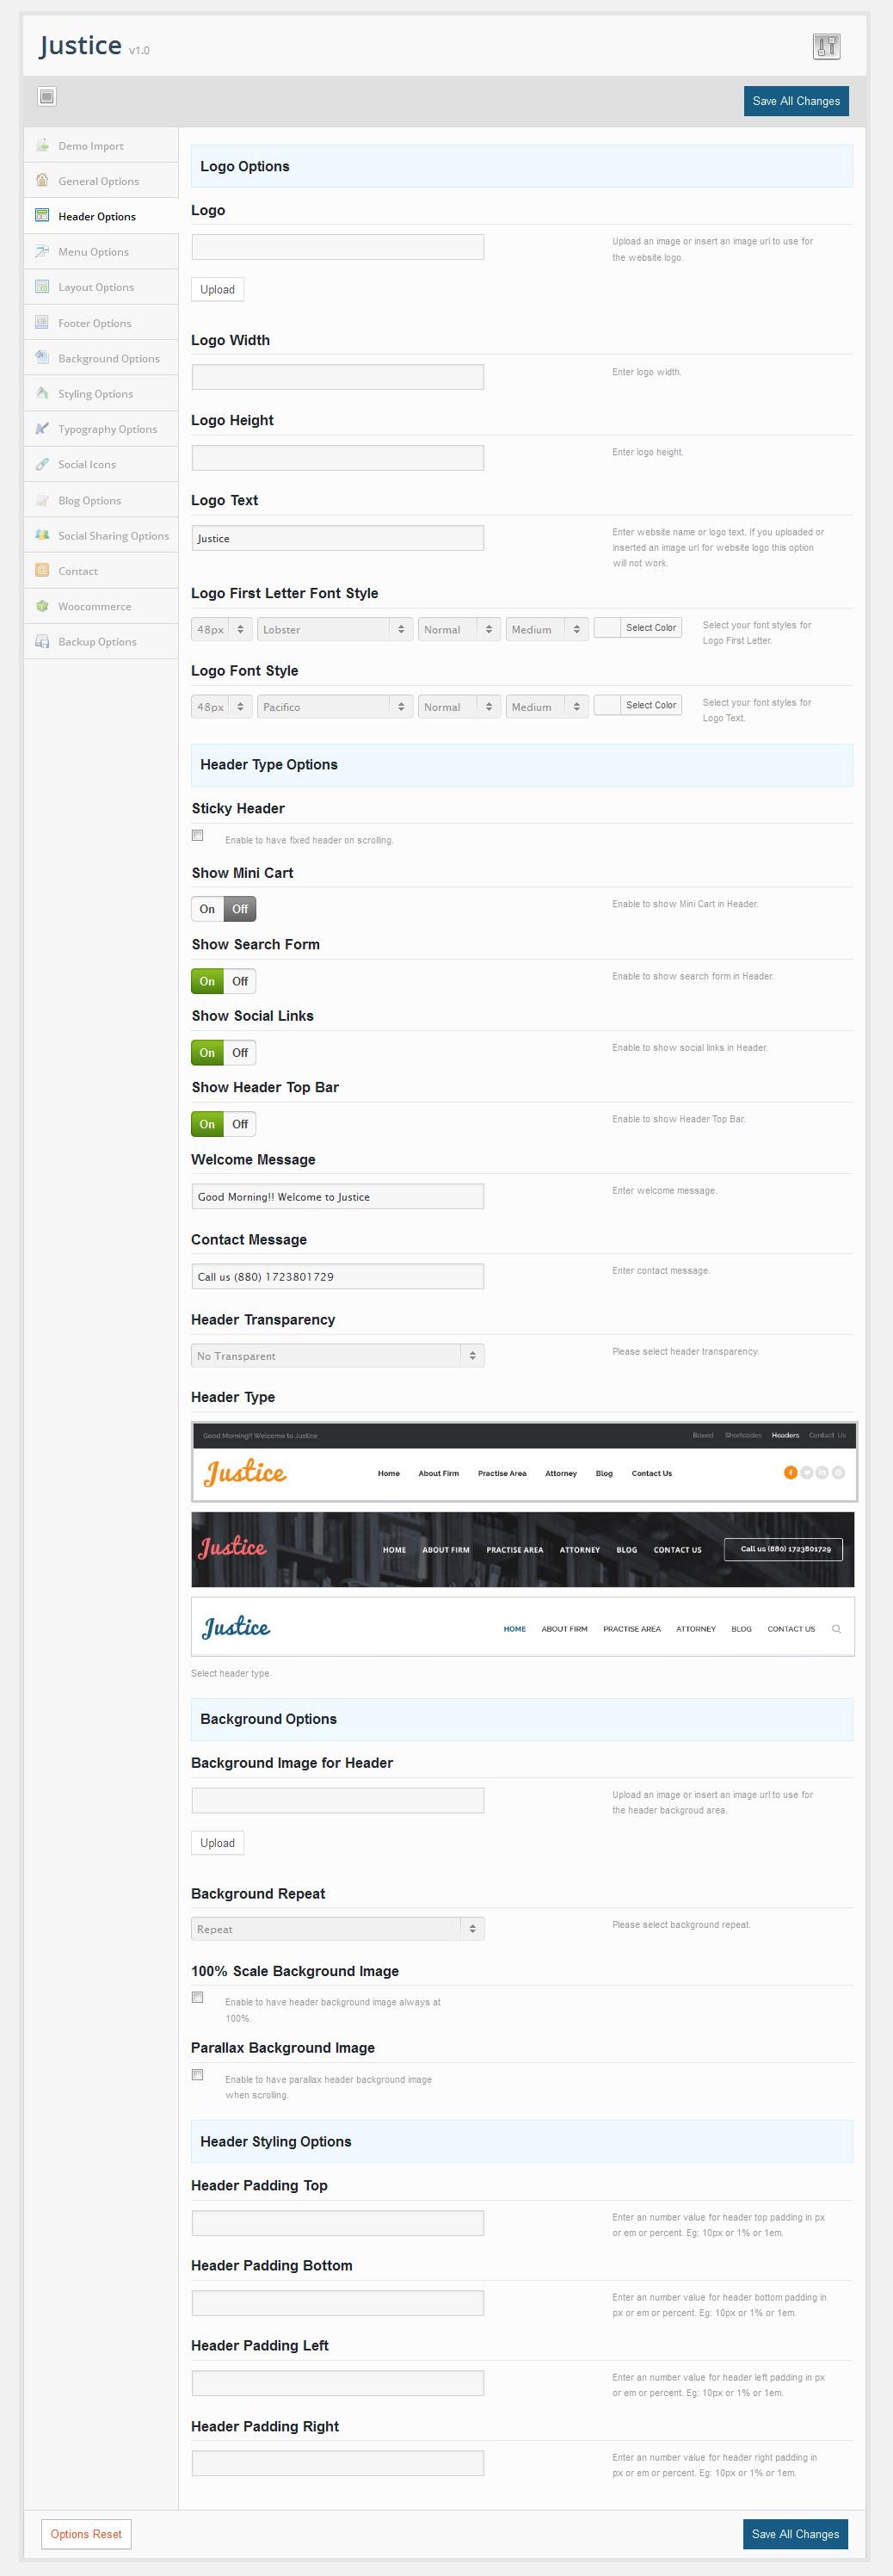 Justice v1.0
Save All Changes
Demo Import
General Options
Header Options
Menu Options
Layout Options
Footer Options
Background Options
Styling Options
Typography Options
Social Icons
Blog Options
Social Sharing Options
Contact
Woocommerce
Backup Options
Logo Options
Logo
Upload an image or insert an image url to use for
the website logo.
Upload
Logo Width
Enter logo width.
Logo Height
Enter logo height.
Logo Text
Justice
Enter website name or logo text. If you uploaded or
inserted an image url for website logo this option
will not work.
Logo First Letter Font Style
48px Lobster Normal Medium Select Color
Select your font styles for
Logo First Letter.
Logo Font Style
48px Pacifico Normal Medium Select Color
Select your font styles for
Logo Text.
Header Type Options
Sticky Header
Enable to have fixed header on scrolling.
Show Mini Cart
On Off
Enable to show Mini Cart in Header.
Show Search Form
On Off
Enable to show search form in Header.
Show Social Links
On Off
Enable to show social links in Header.
Show Header Top Bar
On Off
Enable to show Header Top Bar.
Welcome Message
Good Morning!! Welcome to Justice
Enter welcome message.
Contact Message
Call us (880) 1723801729
Enter contact message.
Header Transparency
No Transparent
Please select header transparency.
Header Type
Good Morning!! Welcome to Justice Boxed Shortcodes Headers Contact Us
Justice Home About Firm Practise Area Attorney Blog Contact Us
Justice HOME ABOUT FIRM PRACTISE AREA ATTORNEY BLOG CONTACT US Call us (880) 1723801729
Justice HOME ABOUT FIRM PRACTISE AREA ATTORNEY BLOG CONTACT US
Select header type.
Background Options
Background Image for Header
Upload an image or insert an image url to use for
the header backgroud area.
Upload
Background Repeat
Repeat
Please select background repeat.
100% Scale Background Image
Enable to have header background image always at
100%.
Parallax Background Image
Enable to have parallax header background image
when scrolling.
Header Styling Options
Header Padding Top
Enter an number value for header top padding in px
or em or percent. Eg: 10px or 1% or 1em.
Header Padding Bottom
Enter an number value for header bottom padding in
px or em or percent. Eg: 10px or 1% or 1em.
Header Padding Left
Enter an number value for header left padding in px
or em or percent. Eg: 10px or 1% or 1em.
Header Padding Right
Enter an number value for header right padding in
px or em or percent. Eg: 10px or 1% or 1em.
Options Reset
Save All Changes